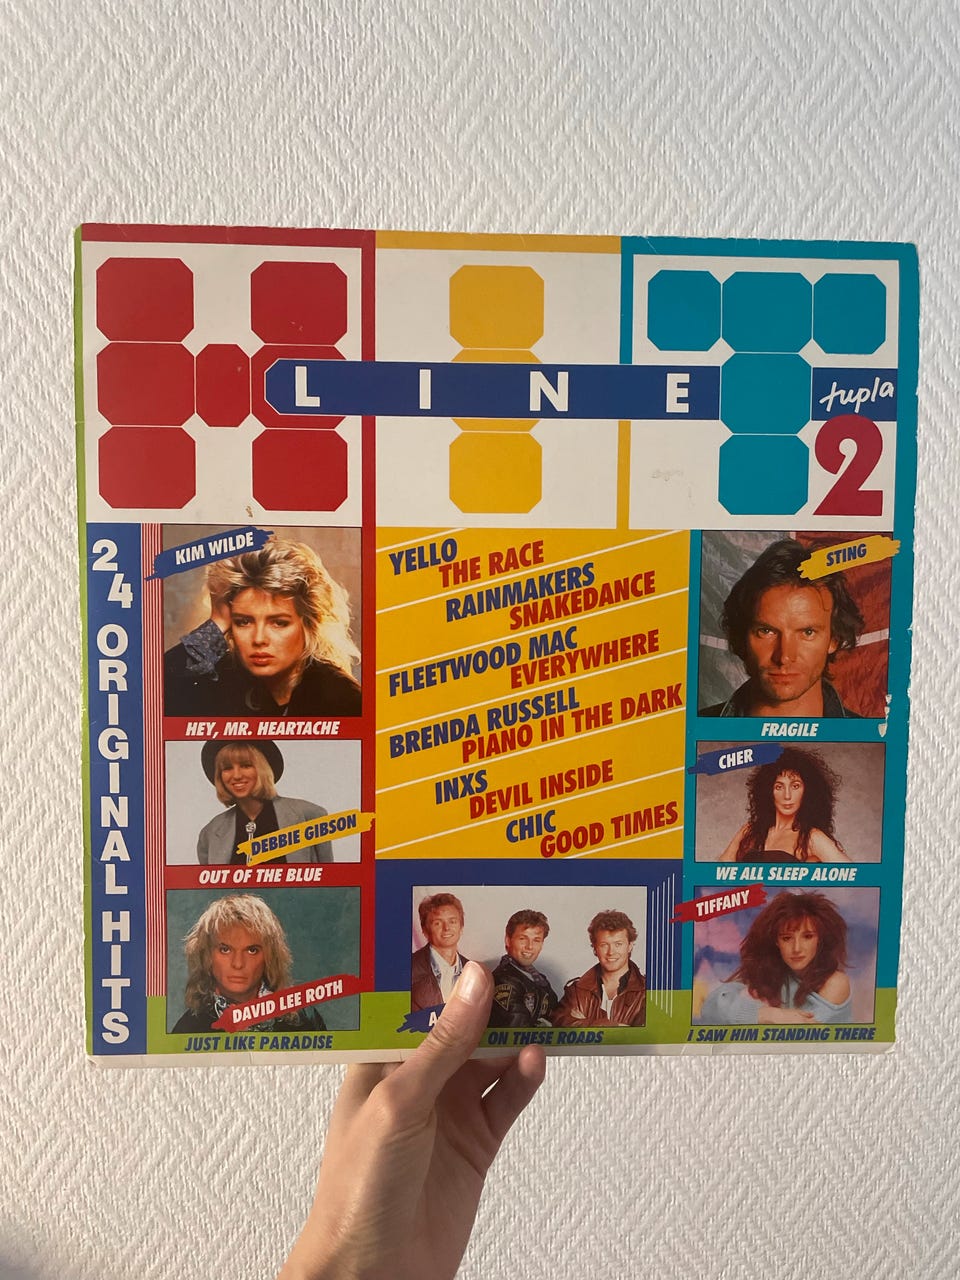 HIT
LINE
tupla
2
24 ORIGINAL HITS
KIM WILDE
HEY, MR. HEARTACHE
DEBBIE GIBSON
OUT OF THE BLUE
DAVID LEE ROTH
JUST LIKE PARADISE
YELLO
THE RACE
RAINMAKERS
SNAKEDANCE
FLEETWOOD MAC
EVERYWHERE
BRENDA RUSSELL
PIANO IN THE DARK
INXS
DEVIL INSIDE
CHIC
GOOD TIMES
ON THESE ROADS
STING
FRAGILE
CHER
WE ALL SLEEP ALONE
TIFFANY
I SAW HIM STANDING THERE